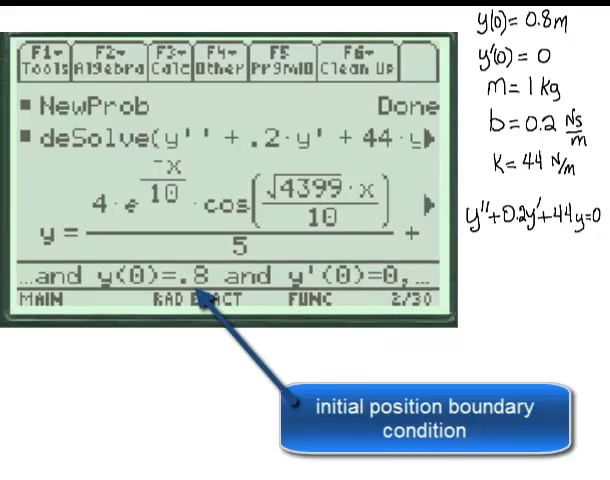 y(0) = 0.8m
y'(0) = 0
m = 1 kg
b = 0.2 Ns/m
k = 44 N/m
y'' + 0.2y' + 44y = 0
F1▾ F2▾ F3▾ F4▾ F5 F6▾
Tools Algebra Calc Other PrgmIO Clean Up
■ NewProb Done
■ deSolve(y'' + .2·y' + 44·y▶
y = 4·e^(-x/10)·cos(√4399·x/10)/5 + ▶
...and y(0)=.8 and y'(0)=0,...
MAIN RAD EXACT FUNC 2/30
initial position boundary
condition